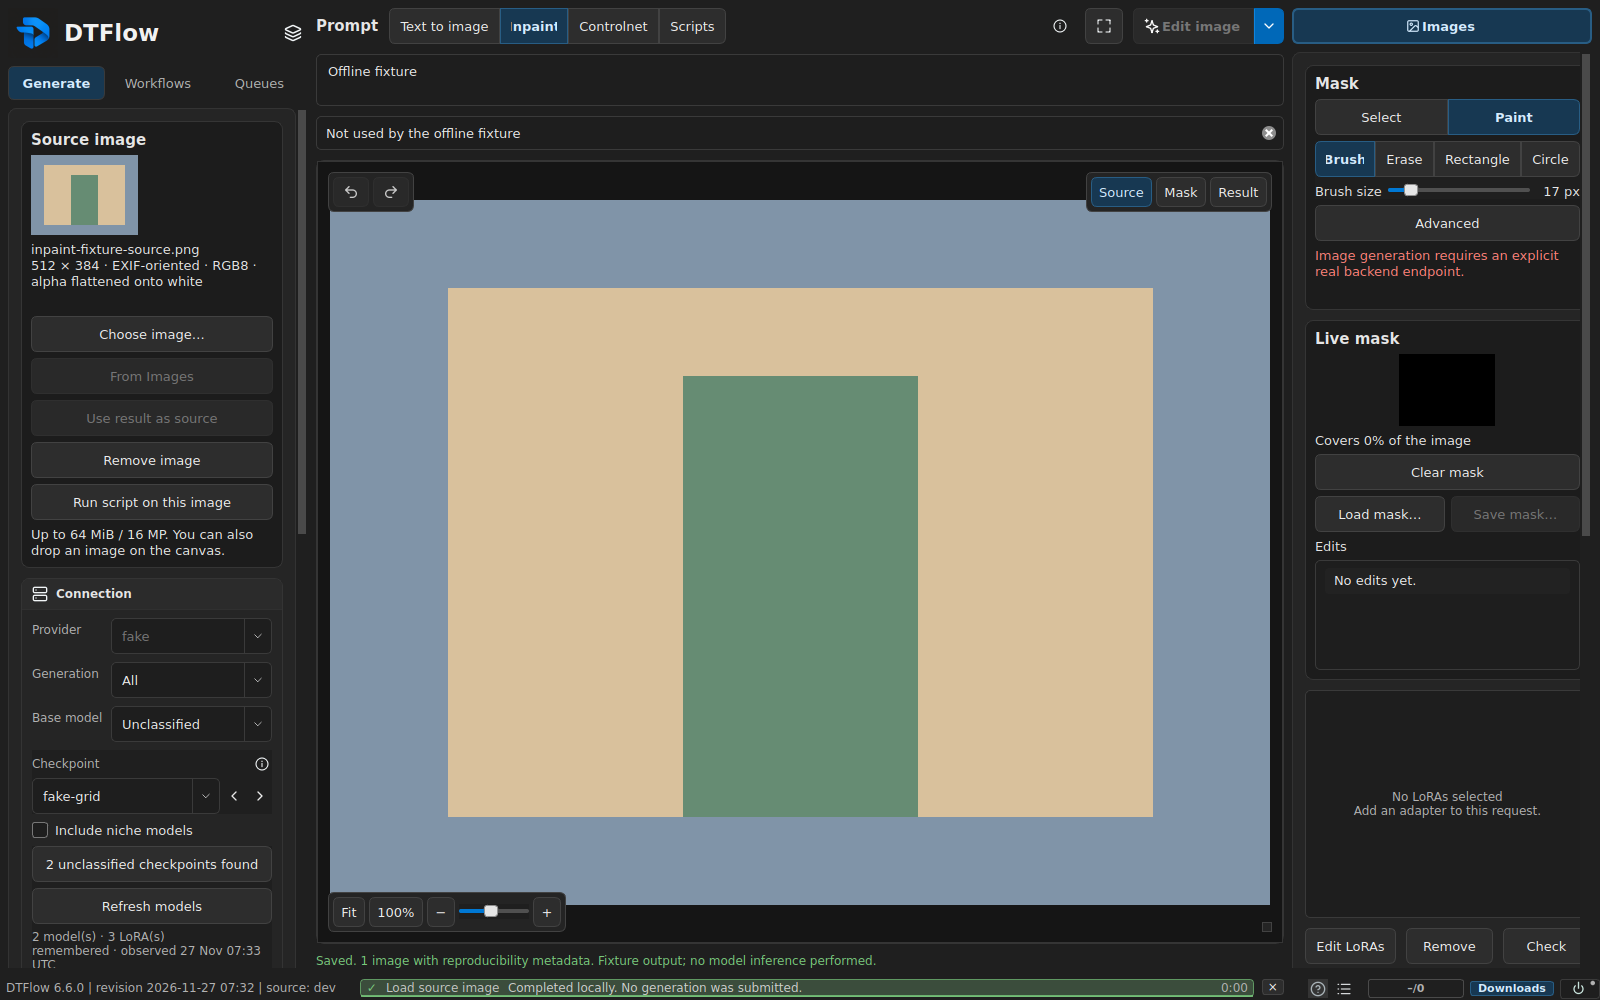 DTFlow
Prompt
Text to image
Inpaint
Controlnet
Scripts
Edit image
Images
Generate
Workflows
Queues
Offline fixture
Not used by the offline fixture
Source image
inpaint-fixture-source.png
512 × 384 · EXIF-oriented · RGB8 ·
alpha flattened onto white
Choose image...
From Images
Use result as source
Remove image
Run script on this image
Up to 64 MiB / 16 MP. You can also
drop an image on the canvas.
Connection
Provider
fake
Generation
All
Base model
Unclassified
Checkpoint
fake-grid
Include niche models
2 unclassified checkpoints found
Refresh models
2 model(s) · 3 LoRA(s)
remembered · observed 27 Nov 07:33
UTC
Source
Mask
Result
Fit
100%
−
+
Saved. 1 image with reproducibility metadata. Fixture output; no model inference performed.
Mask
Select
Paint
Brush
Erase
Rectangle
Circle
Brush size
17 px
Advanced
Image generation requires an explicit
real backend endpoint.
Live mask
Covers 0% of the image
Clear mask
Load mask...
Save mask...
Edits
No edits yet.
No LoRAs selected
Add an adapter to this request.
Edit LoRAs
Remove
Check
DTFlow 6.6.0 | revision 2026-11-27 07:32 | source: dev
✓ Load source image Completed locally. No generation was submitted. 0:00
–/0
Downloads